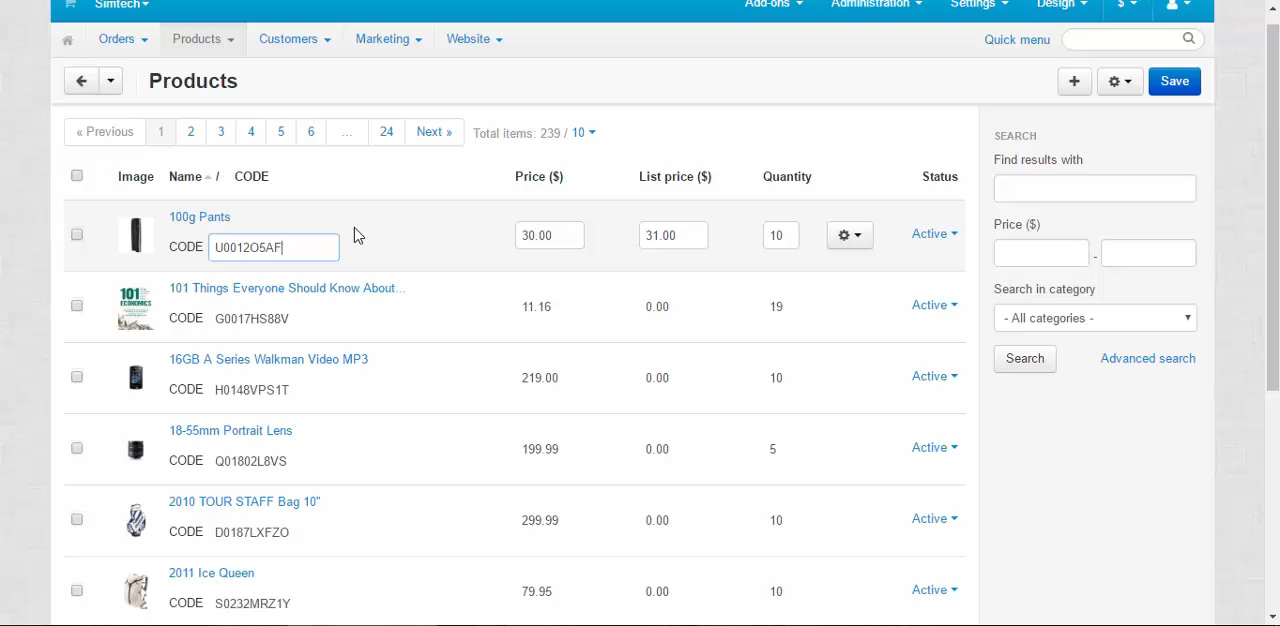 Simtech
Add-ons Administration Settings Design $
Orders Products Customers Marketing Website Quick menu
Products Save
« Previous 1 2 3 4 5 6 ... 24 Next » Total items: 239 / 10
Name / CODE Image Price ($) List price ($) Quantity Status
100g Pants
CODE U0012O5AF 30.00 31.00 10 Active
101 Things Everyone Should Know About...
CODE G0017HS88V 11.16 0.00 19 Active
16GB A Series Walkman Video MP3
CODE H0148VPS1T 219.00 0.00 10 Active
18-55mm Portrait Lens
CODE Q01802L8VS 199.99 0.00 5 Active
2010 TOUR STAFF Bag 10"
CODE D0187LXFZO 299.99 0.00 10 Active
2011 Ice Queen
CODE S0232MRZ1Y 79.95 0.00 10 Active
SEARCH
Find results with
Price ($)
-
Search in category
- All categories -
Search Advanced search
101
ECONOMICS